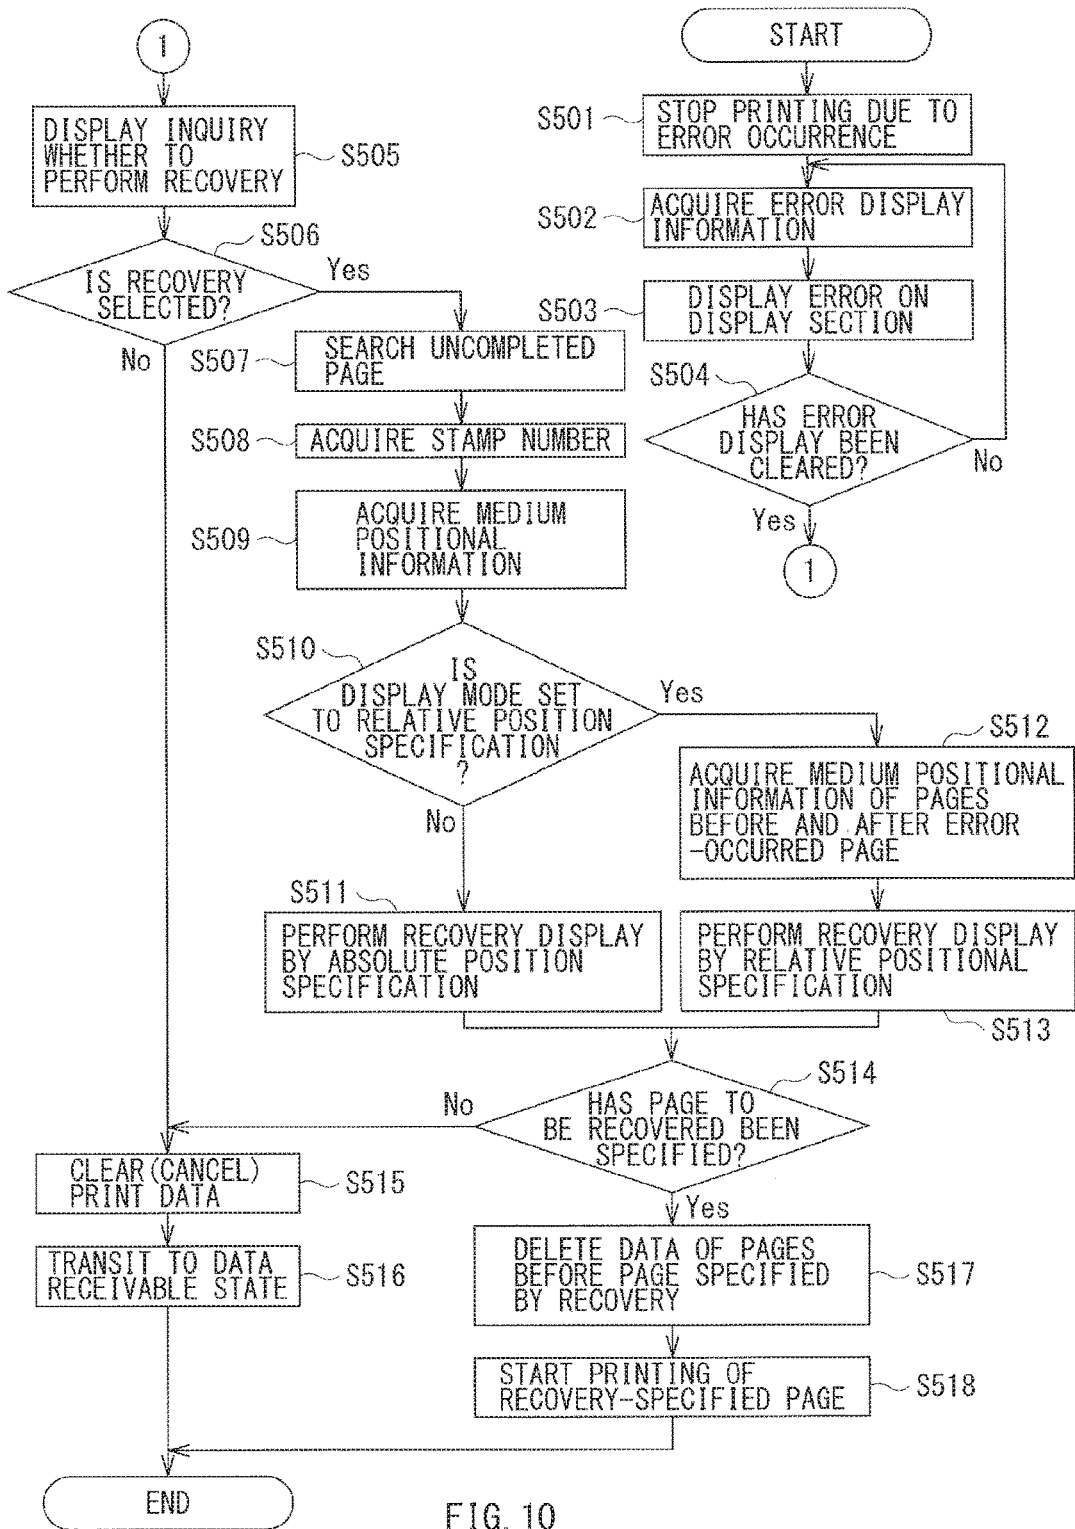 START
S501
STOP PRINTING DUE TO
ERROR OCCURRENCE
S502
ACQUIRE ERROR DISPLAY
INFORMATION
S503
DISPLAY ERROR ON
DISPLAY SECTION
S504
HAS ERROR
DISPLAY BEEN
CLEARED?
No
Yes
1
1
DISPLAY INQUIRY
WHETHER TO
PERFORM RECOVERY
S505
S506
IS RECOVERY
SELECTED?
Yes
No
S507
SEARCH UNCOMPLETED
PAGE
S508
ACQUIRE STAMP NUMBER
S509
ACQUIRE MEDIUM
POSITIONAL
INFORMATION
S510
IS
DISPLAY MODE SET
TO RELATIVE POSITION
SPECIFICATION
?
Yes
No
S511
PERFORM RECOVERY DISPLAY
BY ABSOLUTE POSITION
SPECIFICATION
S512
ACQUIRE MEDIUM POSITIONAL
INFORMATION OF PAGES
BEFORE AND AFTER ERROR
-OCCURRED PAGE
PERFORM RECOVERY DISPLAY
BY RELATIVE POSITIONAL
SPECIFICATION
S513
S514
HAS PAGE TO
BE RECOVERED BEEN
SPECIFIED?
No
Yes
CLEAR(CANCEL)
PRINT DATA
S515
TRANSIT TO DATA
RECEIVABLE STATE
S516
DELETE DATA OF PAGES
BEFORE PAGE SPECIFIED
BY RECOVERY
S517
START PRINTING OF
RECOVERY-SPECIFIED PAGE
S518
END
FIG. 10